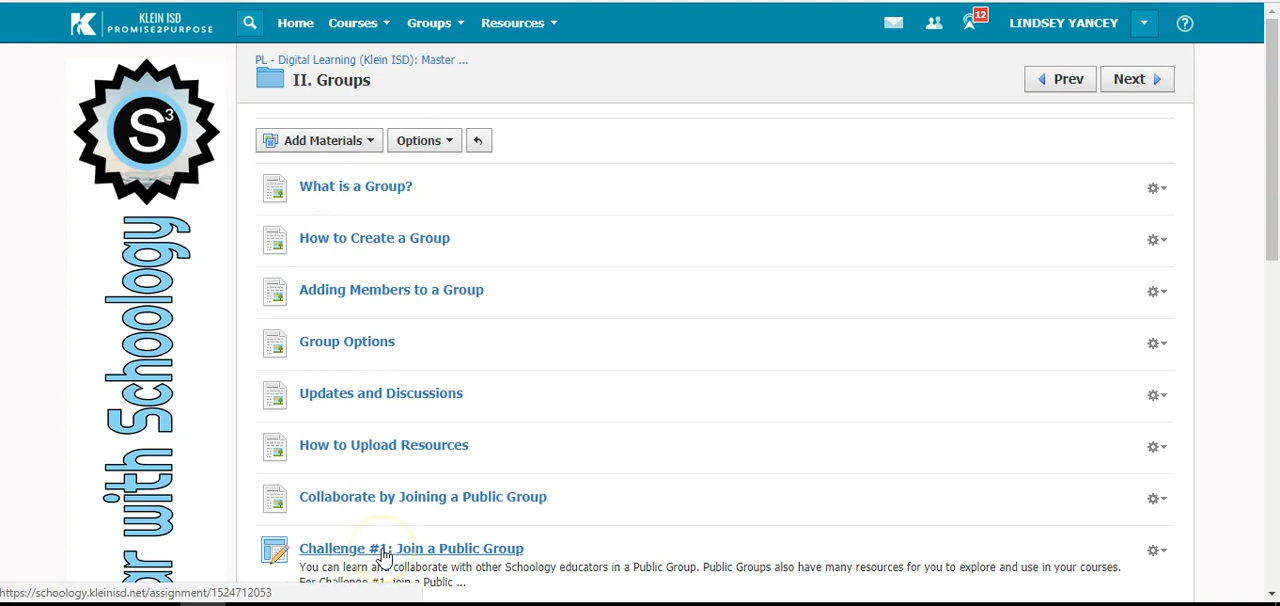 KLEIN ISD
PROMISE2PURPOSE
Home
Courses
Groups
Resources
12
LINDSEY YANCEY
PL - Digital Learning (Klein ISD): Master ...
II. Groups
Prev
Next
Add Materials
Options
What is a Group?
How to Create a Group
Adding Members to a Group
Group Options
Updates and Discussions
How to Upload Resources
Collaborate by Joining a Public Group
Challenge #1: Join a Public Group
You can learn and collaborate with other Schoology educators in a Public Group. Public Groups also have many resources for you to explore and use in your courses.
For Challenge #1, join a Public ...
S3
ar with Schoology
https://schoology.kleinisd.net/assignment/1524712053